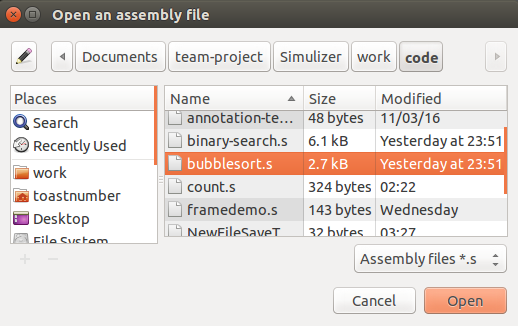 Open an assembly file
Documents team-project Simulizer work code
Places
Search
Recently Used
work
toastnumber
Desktop
File System
Name Size Modified
annotation-te... 48 bytes 11/03/16
binary-search.s 6.1 kB Yesterday at 23:51
bubblesort.s 2.7 kB Yesterday at 23:51
count.s 324 bytes 02:22
framedemo.s 143 bytes Wednesday
NewFileSaveT 32 bytes 03:27
Assembly files *.s
Cancel Open